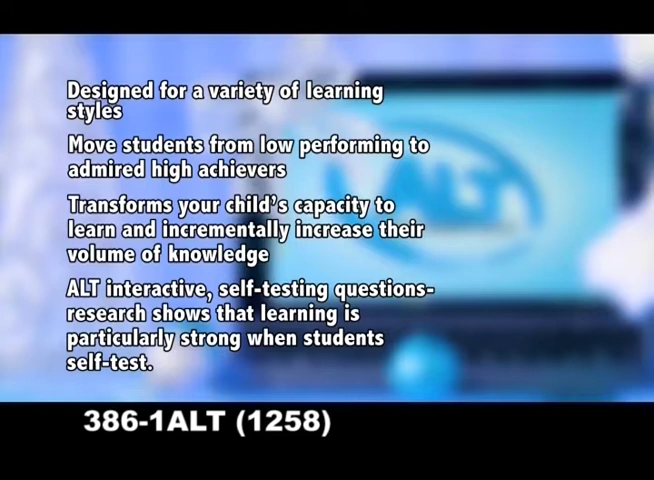 Designed for a variety of learning
styles
Move students from low performing to
admired high achievers
Transforms your child's capacity to
learn and incrementally increase their
volume of knowledge
ALT interactive, self-testing questions-
research shows that learning is
particularly strong when students
self-test.
ALT
386-1ALT (1258)